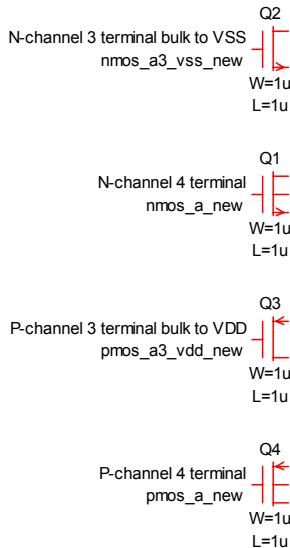 Q2
N-channel 3 terminal bulk to VSS
nmos_a3_vss_new
W=1u
L=1u
Q1
N-channel 4 terminal
nmos_a_new
W=1u
L=1u
Q3
P-channel 3 terminal bulk to VDD
pmos_a3_vdd_new
W=1u
L=1u
Q4
P-channel 4 terminal
pmos_a_new
W=1u
L=1u